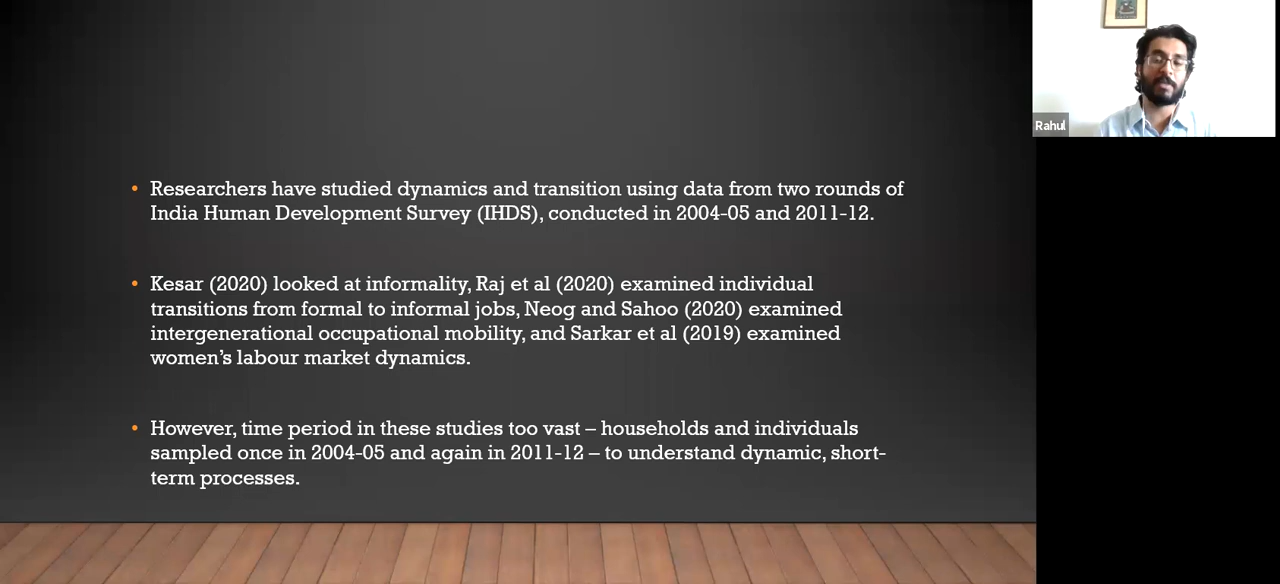 • Researchers have studied dynamics and transition using data from two rounds of
India Human Development Survey (IHDS), conducted in 2004-05 and 2011-12.
• Kesar (2020) looked at informality, Raj et al (2020) examined individual
transitions from formal to informal jobs, Neog and Sahoo (2020) examined
intergenerational occupational mobility, and Sarkar et al (2019) examined
women’s labour market dynamics.
• However, time period in these studies too vast – households and individuals
sampled once in 2004-05 and again in 2011-12 – to understand dynamic, short-
term processes.
Rahul